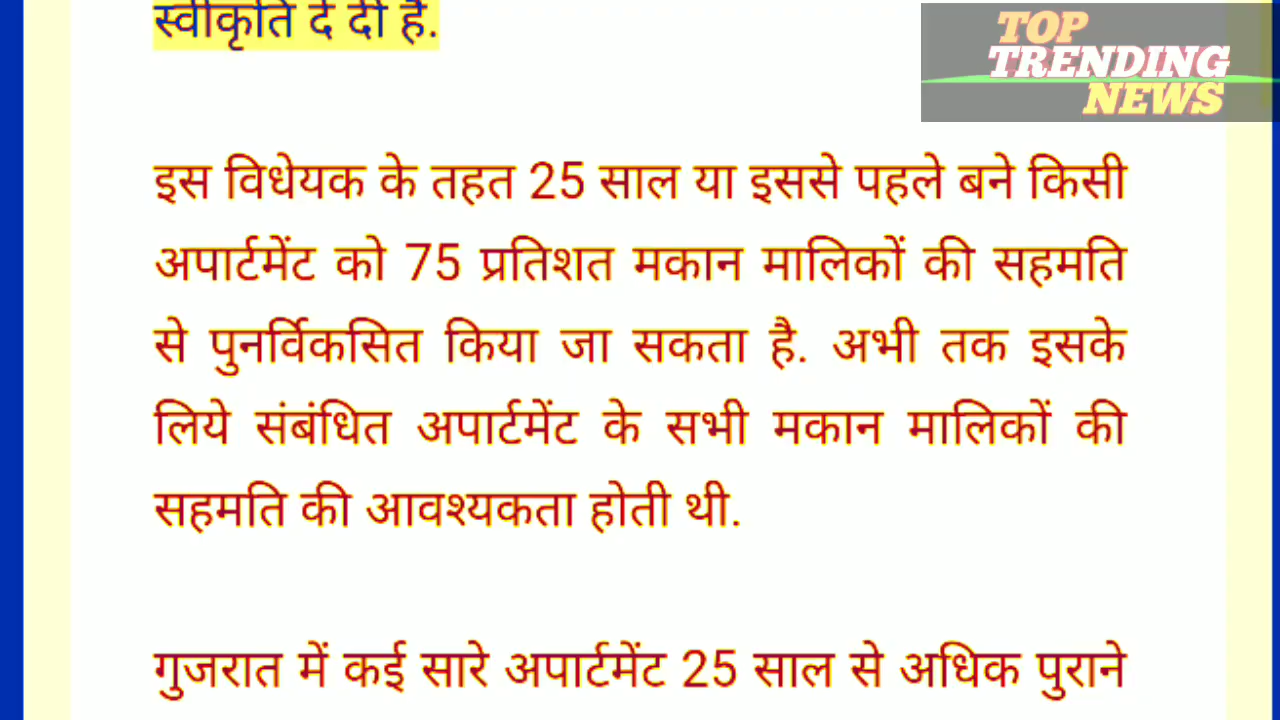 स्वीकृति दे दी है.
TOP
TRENDING
NEWS
इस विधेयक के तहत 25 साल या इससे पहले बने किसी
अपार्टमेंट को 75 प्रतिशत मकान मालिकों की सहमति
से पुनर्विकसित किया जा सकता है. अभी तक इसके
लिये संबंधित अपार्टमेंट के सभी मकान मालिकों की
सहमति की आवश्यकता होती थी.
गुजरात में कई सारे अपार्टमेंट 25 साल से अधिक पुराने